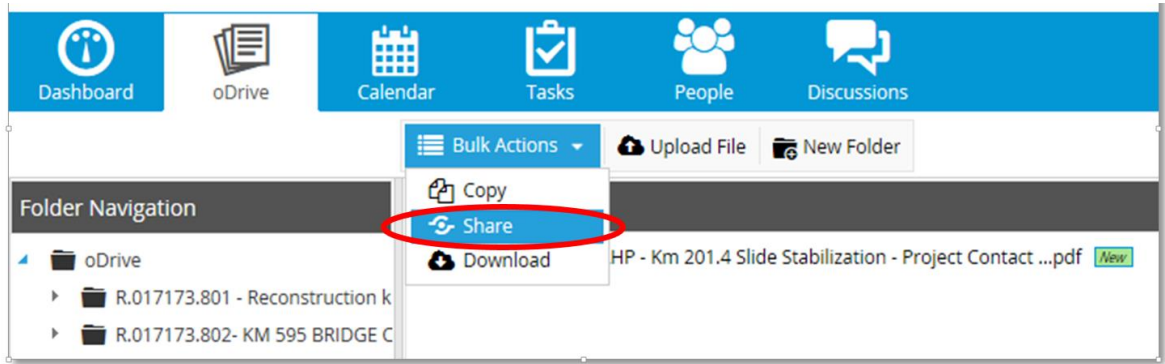 Dashboard oDrive Calendar Tasks People Discussions
Bulk Actions Upload File New Folder
Copy
Folder Navigation
Share
oDrive
Download
HP - Km 201.4 Slide Stabilization - Project Contact ...pdf New
R.017173.801 - Reconstruction k
R.017173.802- KM 595 BRIDGE C